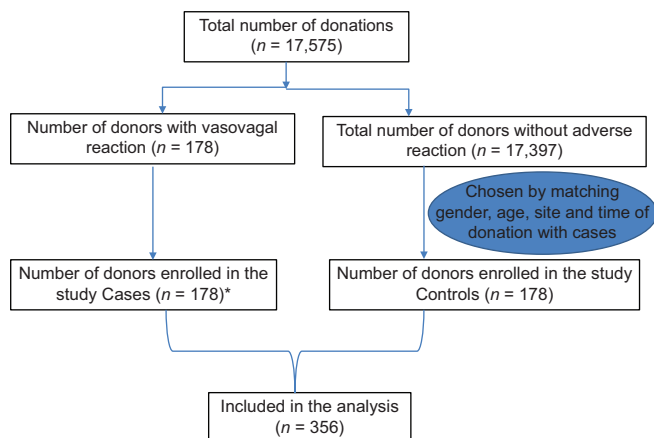 Total number of donations
(n = 17,575)
Number of donors with vasovagal
reaction (n = 178)
Total number of donors without adverse
reaction (n = 17,397)
Chosen by matching
gender, age, site and time of
donation with cases
Number of donors enrolled in the
study Cases (n = 178)*
Number of donors enrolled in the study
Controls (n = 178)
Included in the analysis
(n = 356)